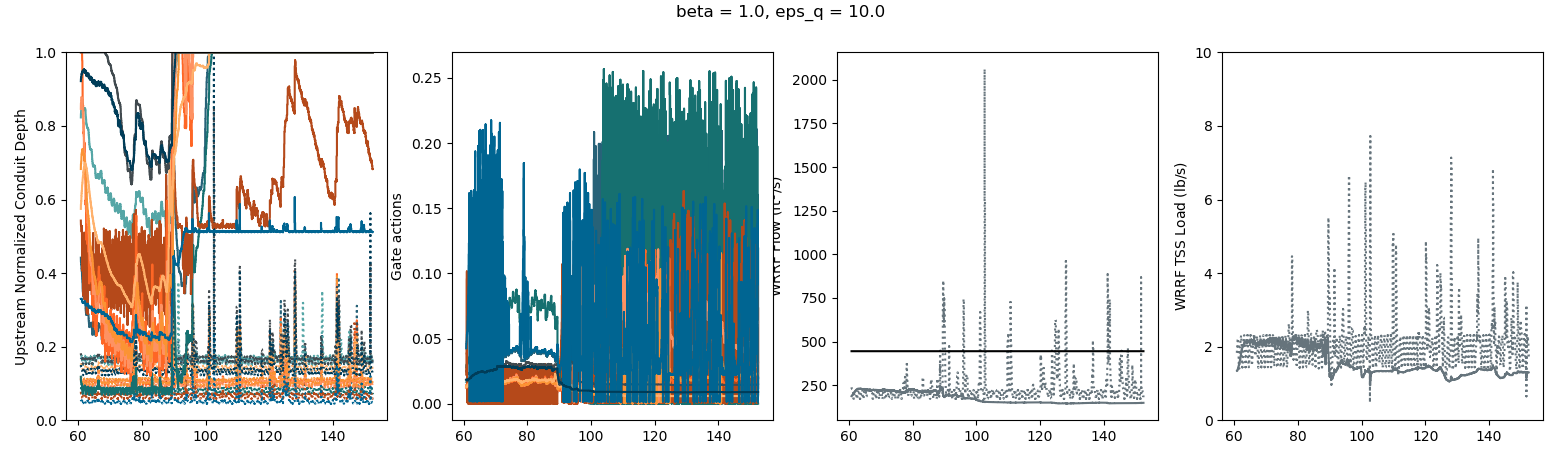 beta = 1.0, eps_q = 10.0
Upstream Normalized Conduit Depth
1.0
0.8
0.6
0.4
0.2
0.0
60 80 100 120 140
Gate actions
0.25
0.20
0.15
0.10
0.05
0.00
60 80 100 120 140
WRRF Flow (ft³/s)
2000
1750
1500
1250
1000
750
500
250
60 80 100 120 140
WRRF TSS Load (lb/s)
10
8
6
4
2
0
60 80 100 120 140